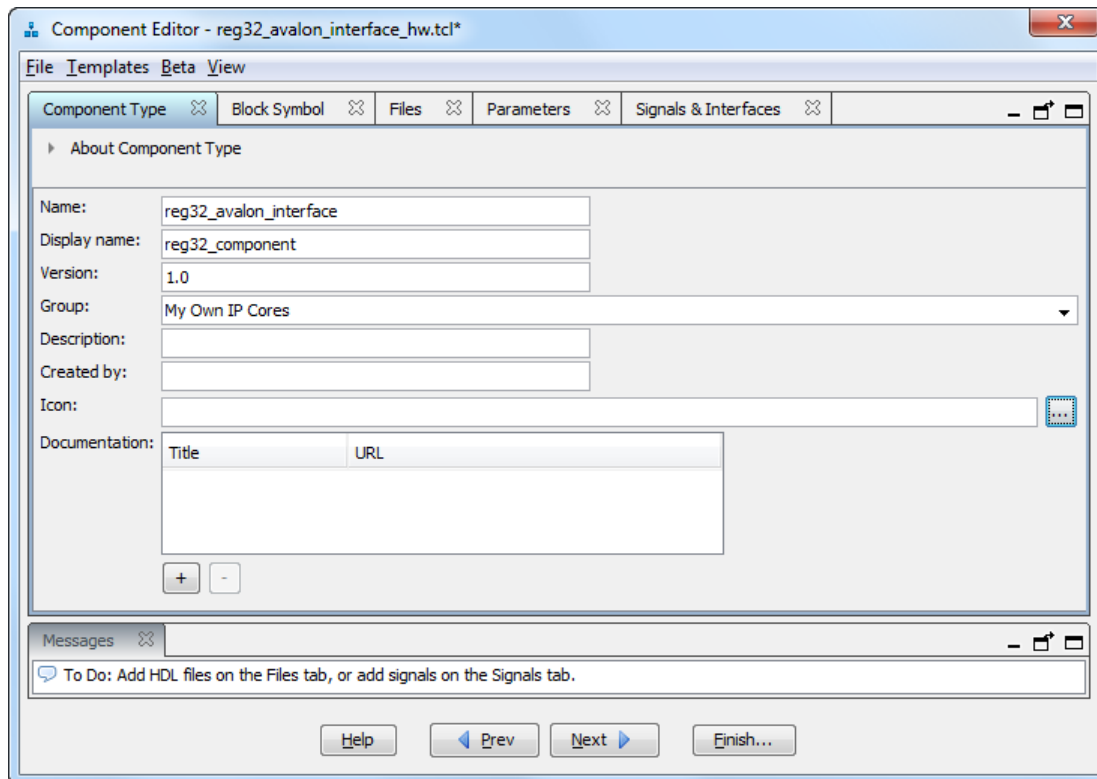 Component Editor - reg32_avalon_interface_hw.tcl*
File Templates Beta View
Component Type Block Symbol Files Parameters Signals & Interfaces
About Component Type
Name: reg32_avalon_interface
Display name: reg32_component
Version: 1.0
Group: My Own IP Cores
Description:
Created by:
Icon: ...
Documentation: Title URL
+ -
Messages
To Do: Add HDL files on the Files tab, or add signals on the Signals tab.
Help Prev Next Finish...